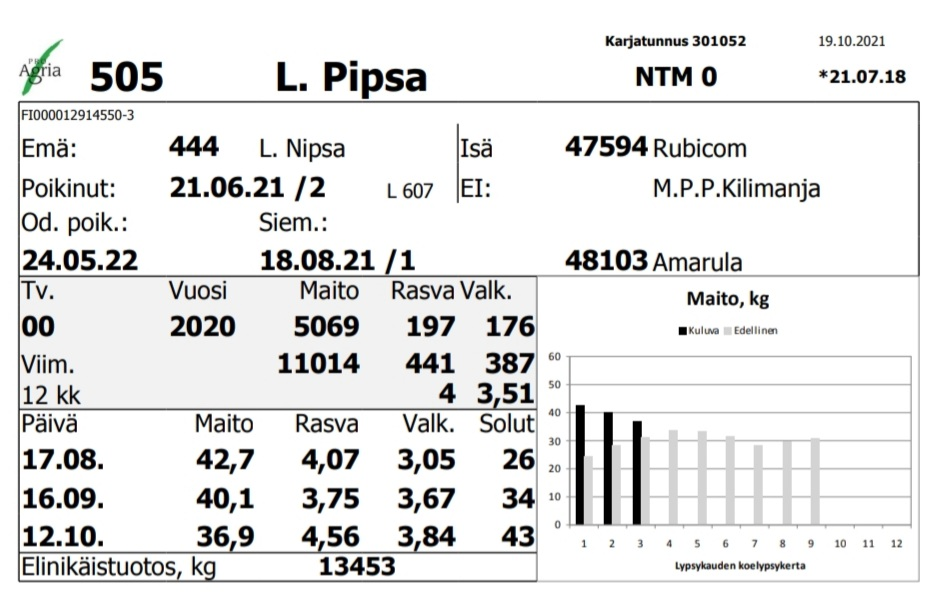 Karjatunnus 301052 19.10.2021
PRO
Agria 505 L. Pipsa NTM 0 *21.07.18
FI000012914550-3
Emä: 444 L. Nipsa Isä 47594 Rubicom
Poikinut: 21.06.21 /2 L 607 EI: M.P.P.Kilimanja
Od. poik.: Siem.:
24.05.22 18.08.21 /1 48103 Amarula
Tv. Vuosi Maito Rasva Valk.
00 2020 5069 197 176
Viim. 11014 441 387
12 kk 4 3,51
Päivä Maito Rasva Valk. Solut
17.08. 42,7 4,07 3,05 26
16.09. 40,1 3,75 3,67 34
12.10. 36,9 4,56 3,84 43
Elinikäistuotos, kg 13453
Maito, kg
Kuluva Edellinen
60
50
40
30
20
10
0
1 2 3 4 5 6 7 8 9 10 11 12
Lypsykauden koelypsykerta